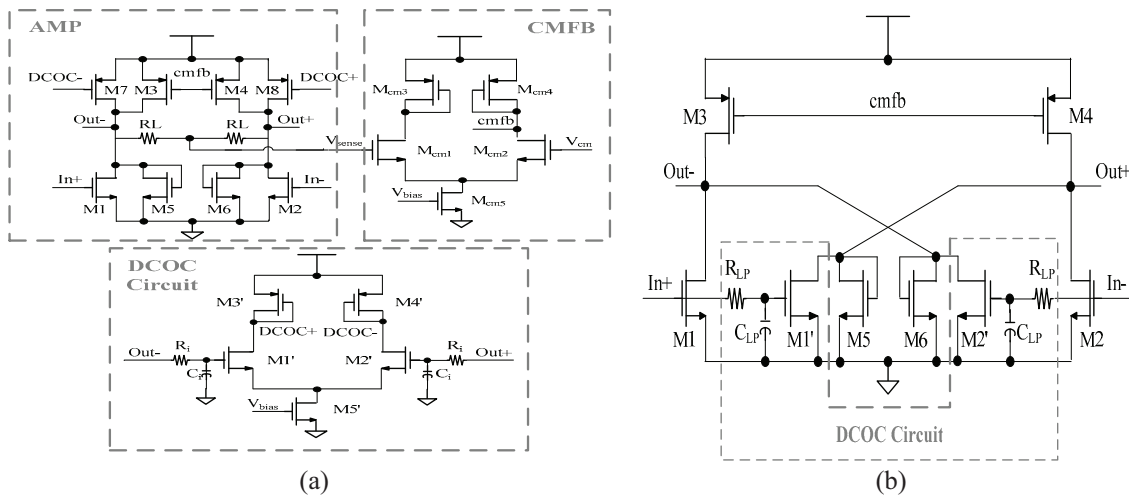 AMP
CMFB
DCOC-
M7
M3
cmfb
M4
M8
DCOC+
Out-
RL
RL
Out+
In+
M1
M5
M6
M2
In-
Mcm3
Mcm4
cmfb
Vsense
Mcm1
Mcm2
Vcm
Vbias
Mcm5
DCOC
Circuit
M3'
M4'
DCOC+
DCOC-
Out-
Ri
Ci
M1'
M2'
Ci
Ri
Out+
Vbias
M5'
(a)
M3
cmfb
M4
Out-
Out+
In+
RLP
RLP
In-
CLP
CLP
M1
M1'
M5
M6
M2'
M2
DCOC Circuit
(b)